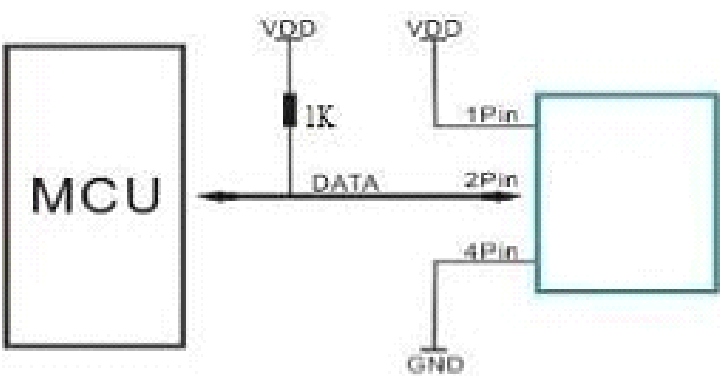 VDD
VDD
1K
1Pin
MCU
DATA
2Pin
4Pin
GND